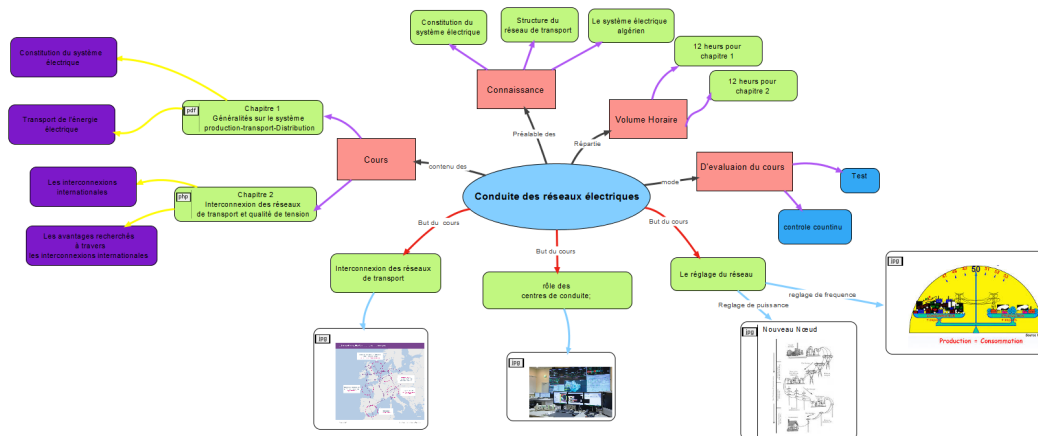 Constitution du
système électrique
Structure du
réseau de transport
Le système électrique
algérien
12 heurs pour
chapitre 1
12 heurs pour
chapitre 2
Constitution du système
électrique
Connaissance
Volume Horaire
pdf
Chapitre 1
Généralités sur le système
production-transport-Distribution
Transport de l'énergie
électrique
Préalable des
Répartie
Cours
contenu des
D'evaluaion du cours
mode
Test
Les interconnexions
internationales
php
Chapitre 2
Interconnexion des réseaux
de transport et qualité de tension
Conduite des réseaux électriques
controle countinu
Les avantages recherchés
à travers
les interconnexions internationales
But du cours
But du cours
But du cours
Interconnexion des réseaux
de transport
rôle des
centres de conduite;
Le réglage du réseau
reglage de frequence
Reglage de puissance
jpg
50
Production = Consommation
jpg
jpg
jpg
Nouveau Nœud